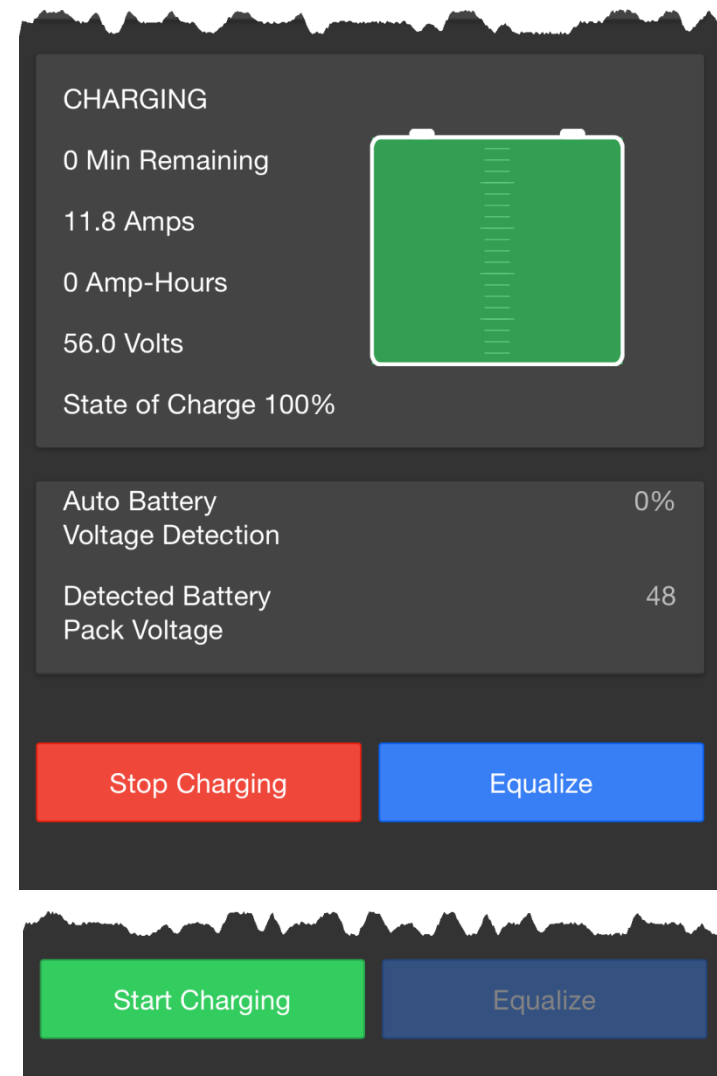 CHARGING
0 Min Remaining
11.8 Amps
0 Amp-Hours
56.0 Volts
State of Charge 100%
Auto Battery 0%
Voltage Detection
Detected Battery 48
Pack Voltage
Stop Charging Equalize
Start Charging Equalize